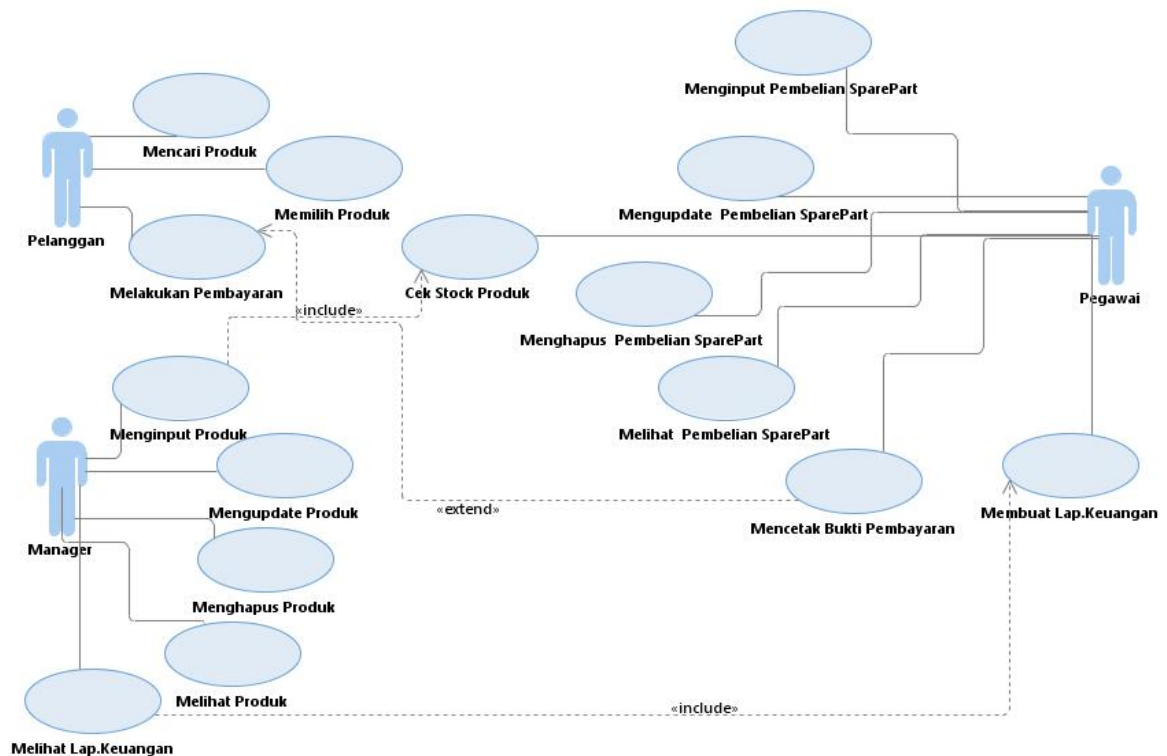 Menginput Pembelian SparePart
Mencari Produk
Memilih Produk
Mengupdate Pembelian SparePart
Pelanggan
Melakukan Pembayaran
Cek Stock Produk
Pegawai
«include»
Menghapus Pembelian SparePart
Menginput Produk
Melihat Pembelian SparePart
Mengupdate Produk
«extend»
Mencetak Bukti Pembayaran
Membuat Lap.Keuangan
Manager
Menghapus Produk
Melihat Produk
«include»
Melihat Lap.Keuangan